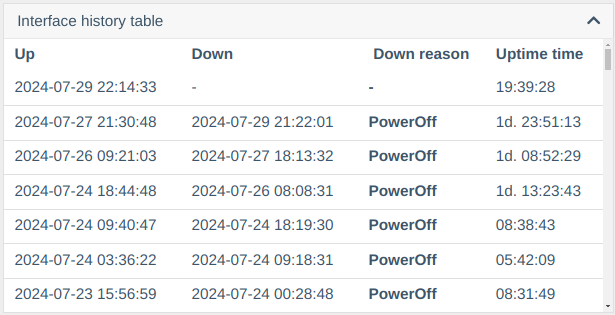 Interface history table
Up Down Down reason Uptime time
2024-07-29 22:14:33 - - 19:39:28
2024-07-27 21:30:48 2024-07-29 21:22:01 PowerOff 1d. 23:51:13
2024-07-26 09:21:03 2024-07-27 18:13:32 PowerOff 1d. 08:52:29
2024-07-24 18:44:48 2024-07-26 08:08:31 PowerOff 1d. 13:23:43
2024-07-24 09:40:47 2024-07-24 18:19:30 PowerOff 08:38:43
2024-07-24 03:36:22 2024-07-24 09:18:31 PowerOff 05:42:09
2024-07-23 15:56:59 2024-07-24 00:28:48 PowerOff 08:31:49